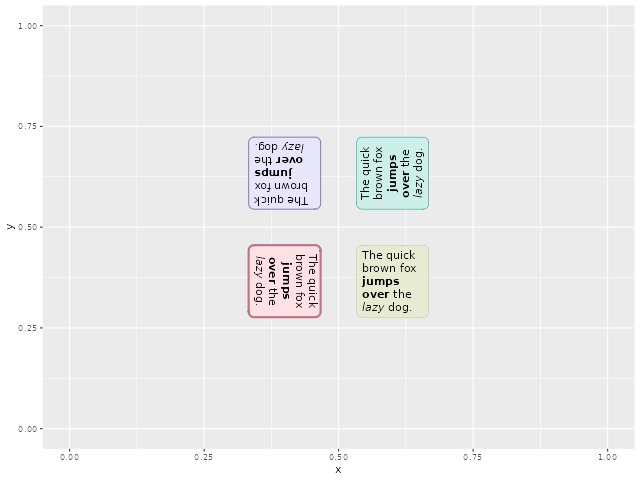 1.00
0.75
0.50
0.25
0.00
y
The quick
brown fox
jumps
over the
lazy dog.
The quick
brown fox
jumps
over the
lazy dog.
The quick
brown fox
jumps
over the
lazy dog.
The quick
brown fox
jumps
over the
lazy dog.
0.00 0.25 0.50 0.75 1.00
x